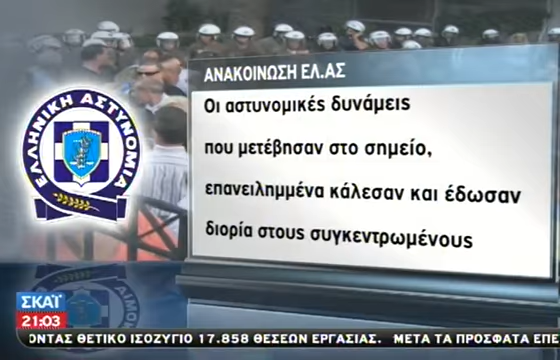 ΑΝΑΚΟΙΝΩΣΗ ΕΛ.ΑΣ
Οι αστυνομικές δυνάμεις
που μετέβησαν στο σημείο,
επανειλημμένα κάλεσαν και έδωσαν
διορία στους συγκεντρωμένους
ΕΛΛΗΝΙΚΗ ΑΣΤΥΝΟΜΙΑ
ΣΚΑΪ
21:03
ΟΝΤΑΣ ΘΕΤΙΚΟ ΙΣΟΖΥΓΙΟ 17.858 ΘΕΣΕΩΝ ΕΡΓΑΣΙΑΣ. ΜΕΤΑ ΤΑ ΠΡΟΣΦΑΤΑ ΕΠΕ